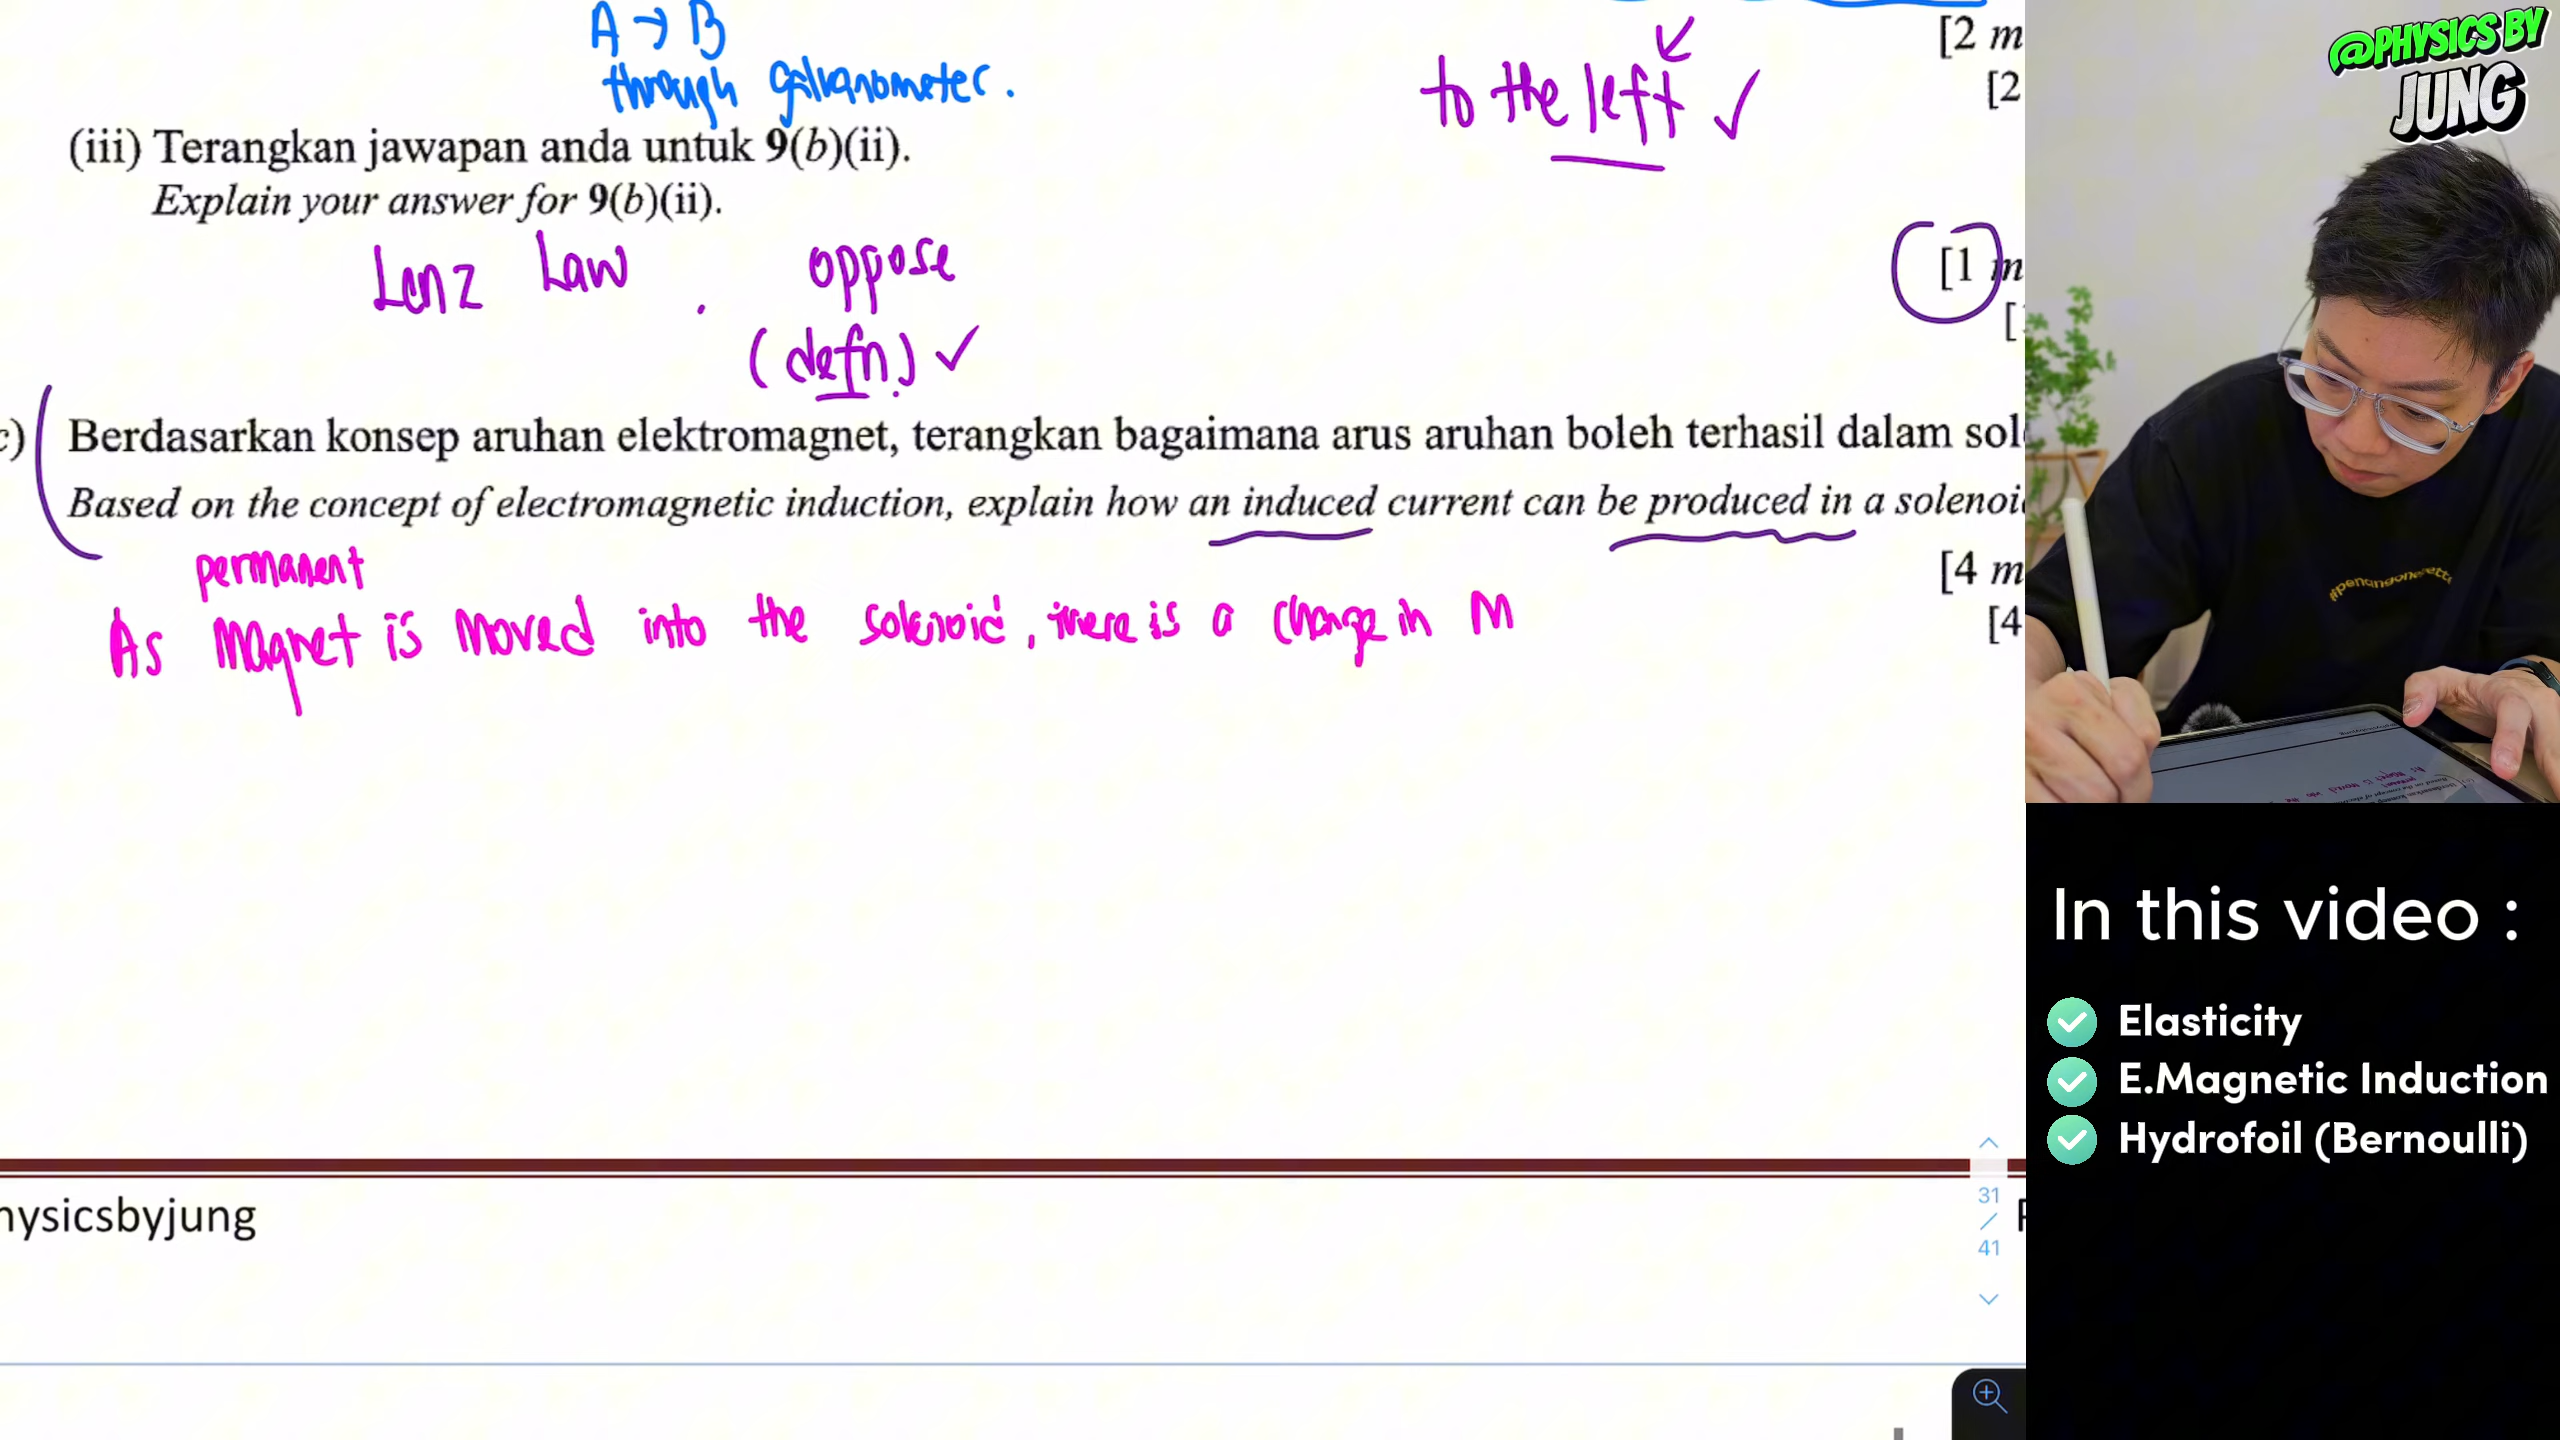 @PHYSICS BY
JUNG
A → B
through galvanometer.
to the left ✓
[2 m
[2
(iii) Terangkan jawapan anda untuk 9(b)(ii).
Explain your answer for 9(b)(ii).
Lenz Law . oppose
(defn) ✓
[1 m
[
c) Berdasarkan konsep aruhan elektromagnet, terangkan bagaimana arus aruhan boleh terhasil dalam sol
Based on the concept of electromagnetic induction, explain how an induced current can be produced in a solenoi
[4 m
[4
permanent
As magnet is moved into the solenoid, there is a change in M
In this video :
Elasticity
E.Magnetic Induction
Hydrofoil (Bernoulli)
hysicsbyjung
31
/
41